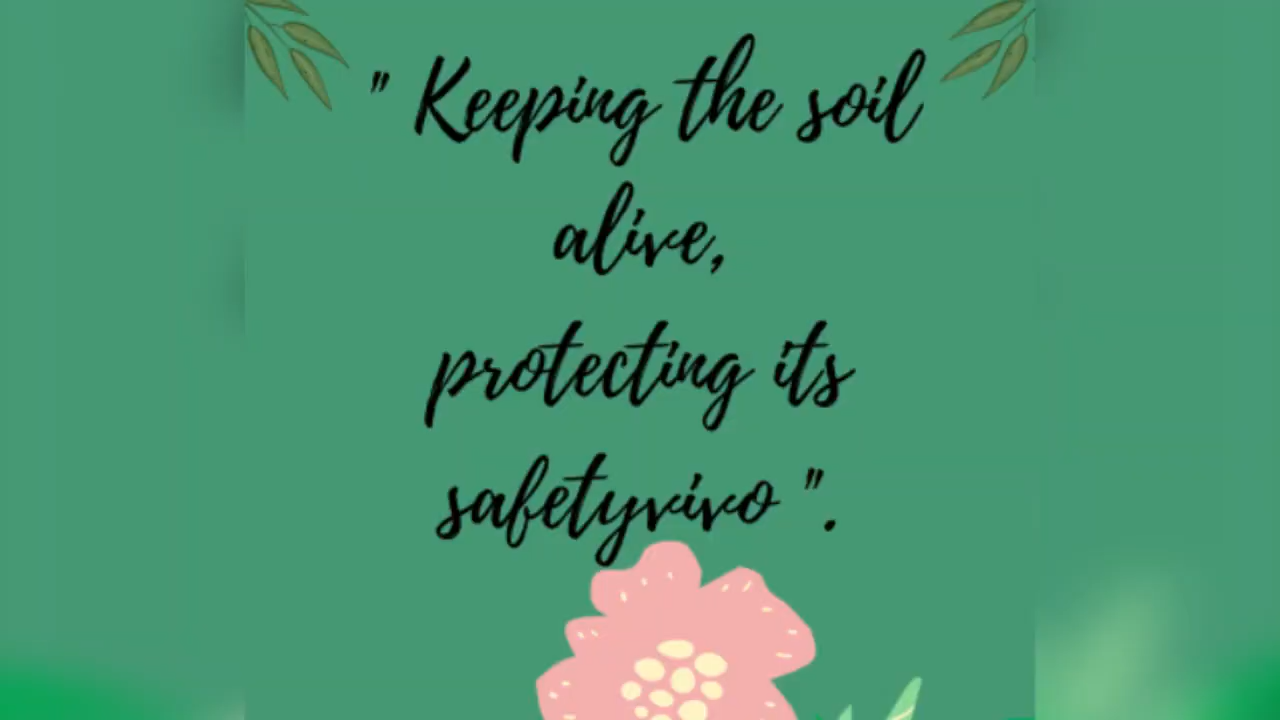 " Keeping the soil
alive,
protecting its
safetyvivo ".